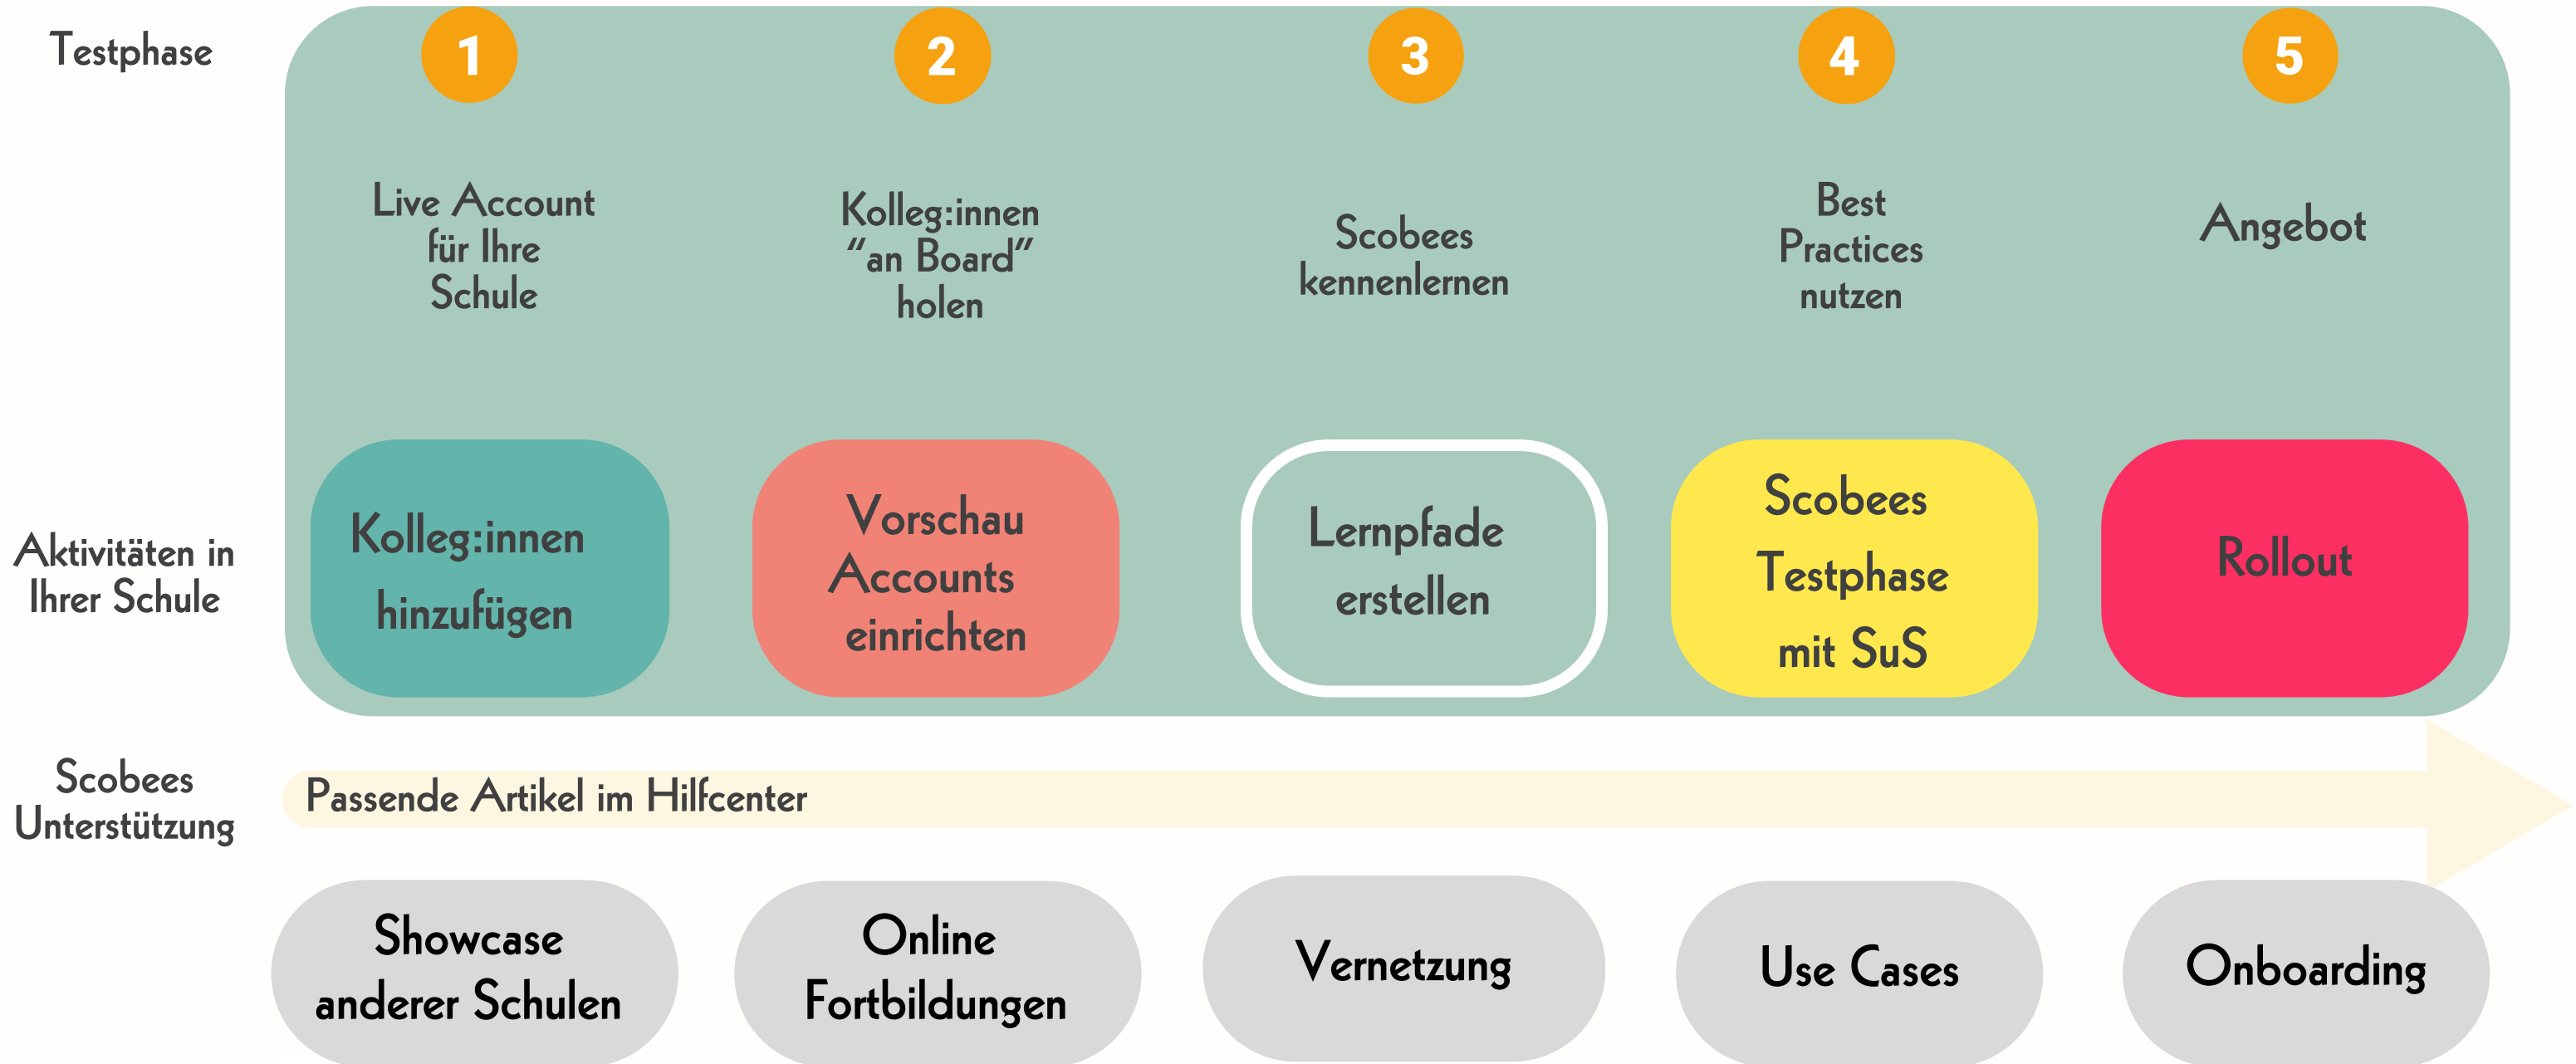 Testphase
1
2
3
4
5
Live Account
für Ihre
Schule
Kolleg:innen
“an Board”
holen
Scobees
kennenlernen
Best
Practices
nutzen
Angebot
Aktivitäten in
Ihrer Schule
Kolleg:innen
hinzufügen
Vorschau
Accounts
einrichten
Lernpfade
erstellen
Scobees
Testphase
mit SuS
Rollout
Scobees
Unterstützung
Passende Artikel im Hilfcenter
Showcase
anderer Schulen
Online
Fortbildungen
Vernetzung
Use Cases
Onboarding